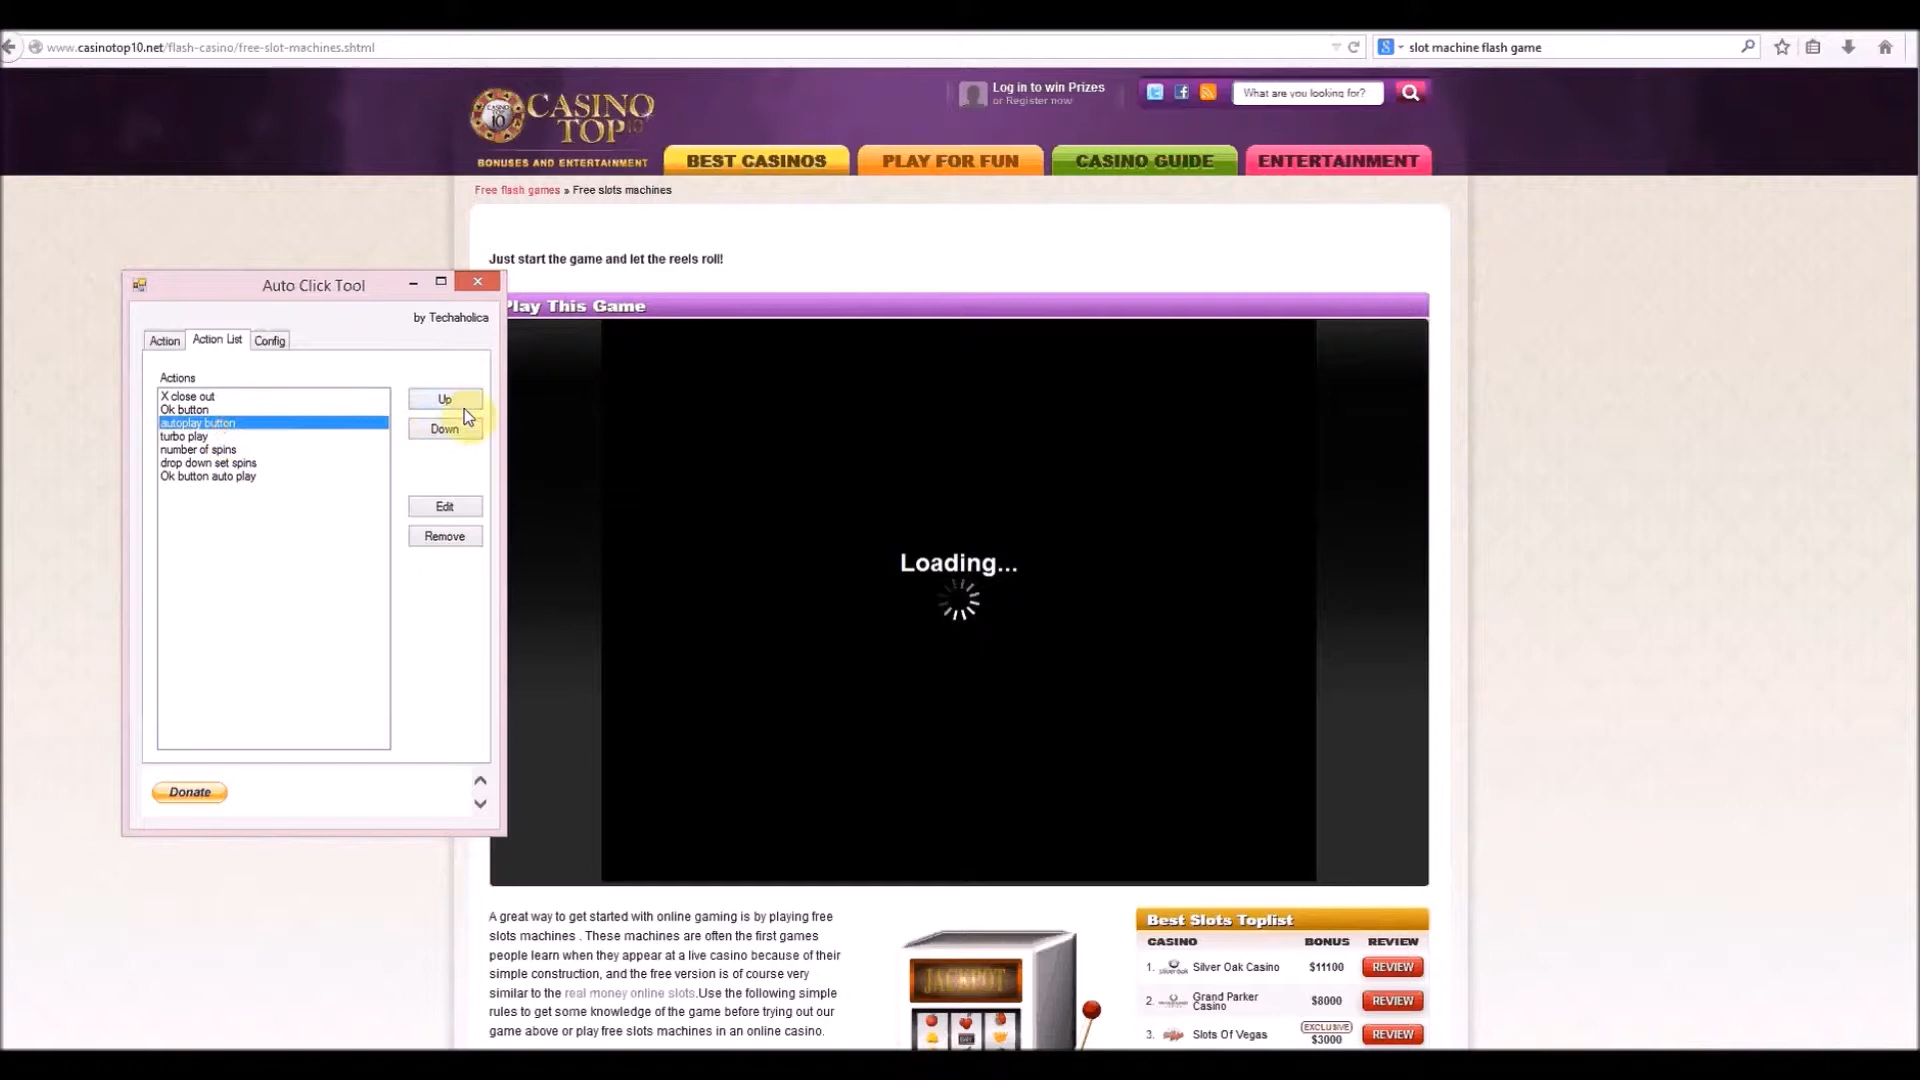 www.casinotop10.net/flash-casino/free-slot-machines.shtml
slot machine flash game
CASINO
TOP 10
BONUSES AND ENTERTAINMENT
Log in to win Prizes
or Register now
What are you looking for?
BEST CASINOS
PLAY FOR FUN
CASINO GUIDE
ENTERTAINMENT
Free flash games » Free slots machines
Just start the game and let the reels roll!
Play This Game
Loading...
Auto Click Tool
by Techaholica
Action
Action List
Config
Actions
X close out
Ok button
autoplay button
turbo play
number of spins
drop down set spins
Ok button auto play
Up
Down
Edit
Remove
Donate
A great way to get started with online gaming is by playing free
slots machines . These machines are often the first games
people learn when they appear at a live casino because of their
simple construction, and the free version is of course very
similar to the real money online slots.Use the following simple
rules to get some knowledge of the game before trying out our
game above or play free slots machines in an online casino.
JACKPOT
Best Slots Toplist
CASINO BONUS REVIEW
1. Silver Oak Casino $11100 REVIEW
2. Grand Parker Casino $8000 REVIEW
3. Slots Of Vegas EXCLUSIVE $3000 REVIEW